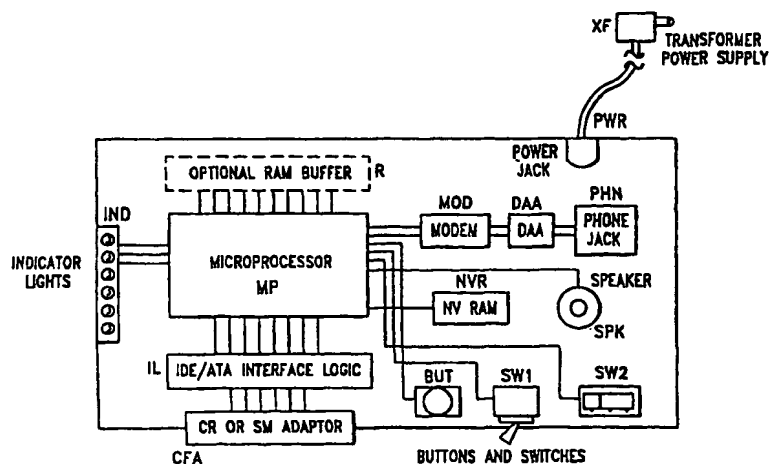 XF
TRANSFORMER
POWER SUPPLY
PWR
POWER
JACK
OPTIONAL RAM BUFFER
R
IND
MOD
DAA
PHN
MODEM
DAA
PHONE
JACK
INDICATOR
LIGHTS
MICROPROCESSOR
MP
NVR
NV RAM
SPEAKER
SPK
IL
IDE/ATA INTERFACE LOGIC
BUT
SW1
SW2
CR OR SM ADAPTOR
CFA
BUTTONS AND SWITCHES